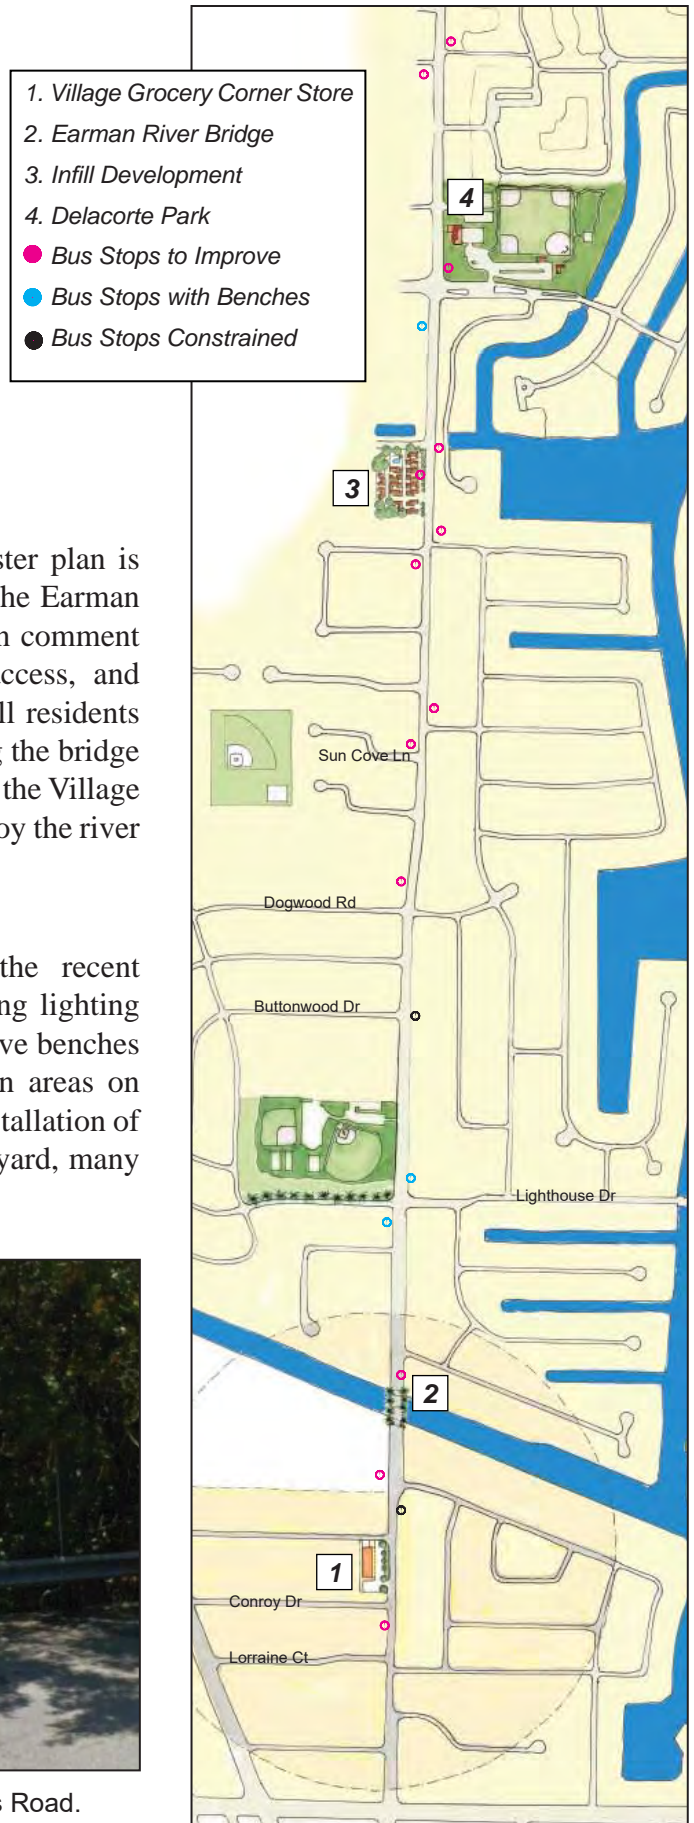 1. Village Grocery Corner Store
2. Earman River Bridge
3. Infill Development
4. Delacorte Park
Bus Stops to Improve
Bus Stops with Benches
Bus Stops Constrained
4
3
ster plan is
he Earman
n comment
ccess, and
ll residents
g the bridge
the Village
oy the river
Sun Cove Ln
Dogwood Rd
the recent
ng lighting
ve benches
n areas on
tallation of
yard, many
Buttonwood Dr
Lighthouse Dr
2
1
Conroy Dr
Lorraine Ct
s Road.